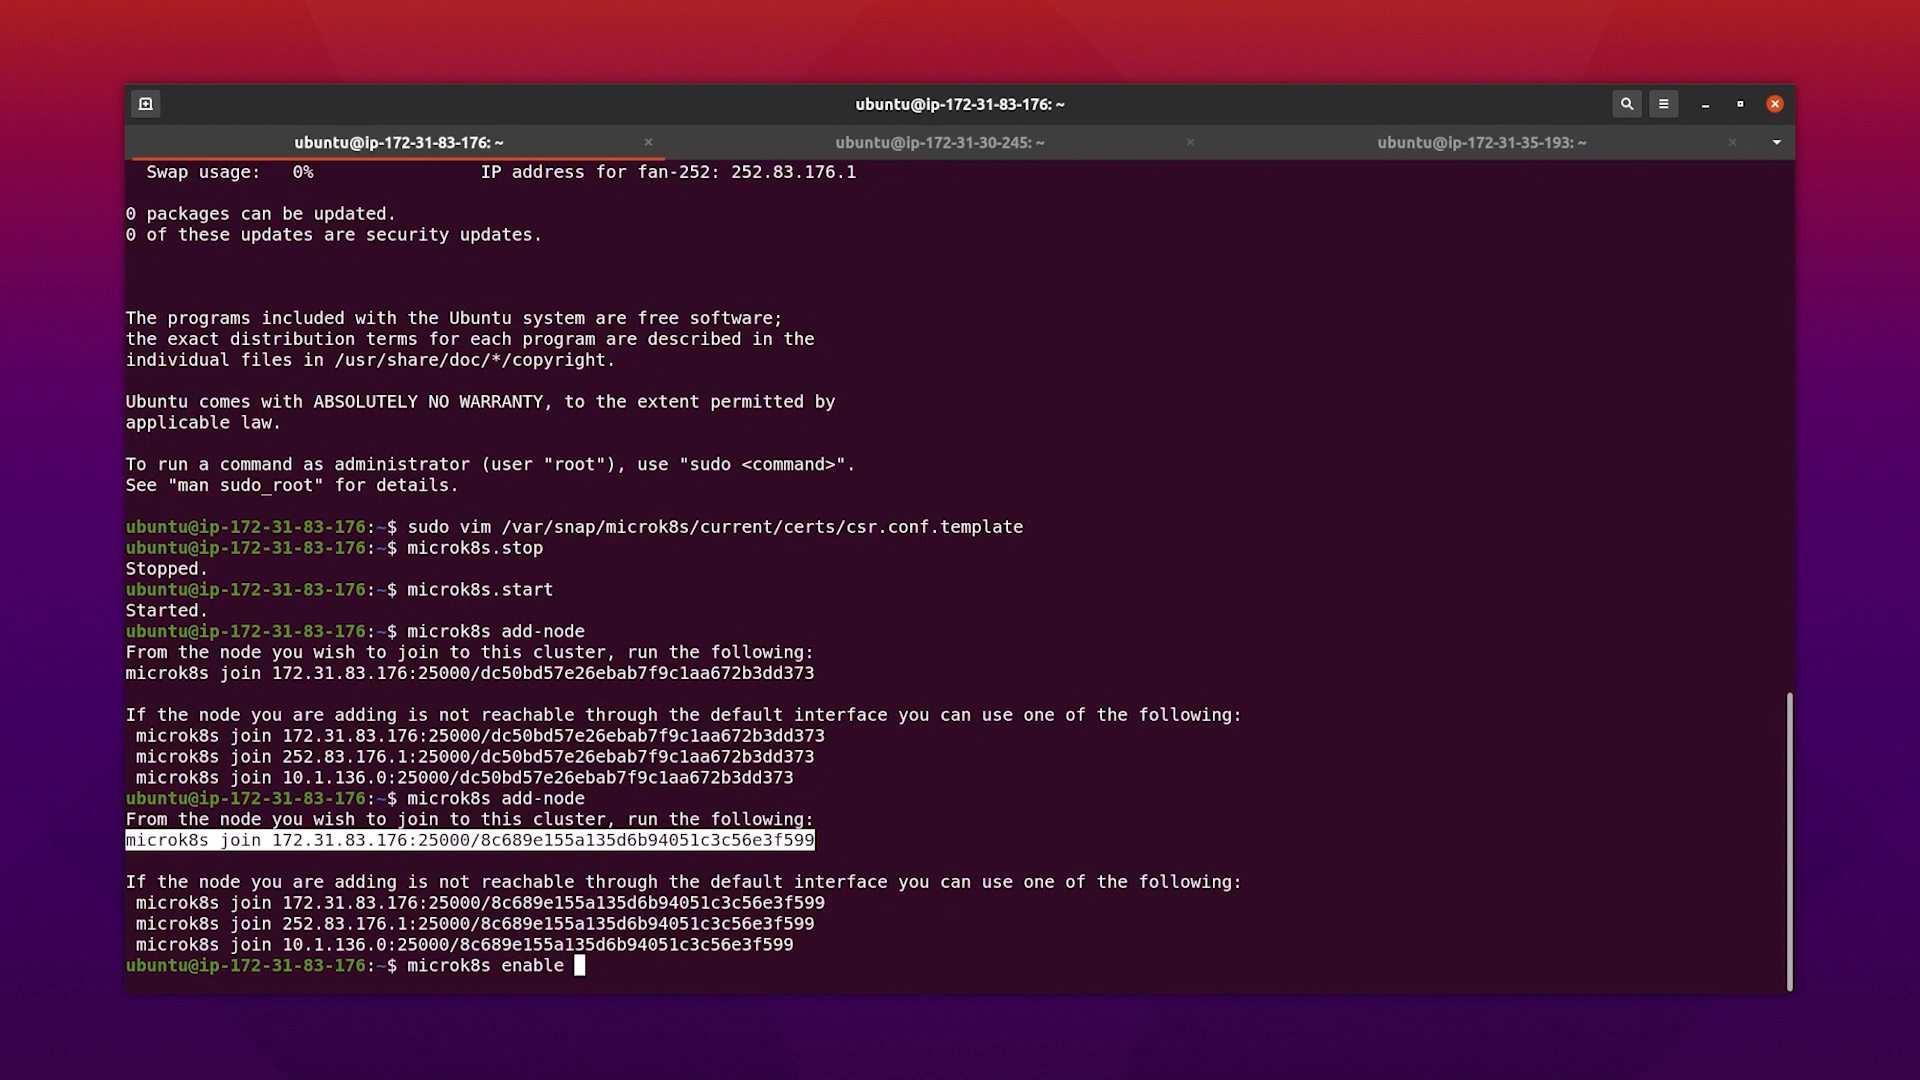 ubuntu@ip-172-31-83-176: ~
ubuntu@ip-172-31-83-176: ~ ubuntu@ip-172-31-30-245: ~ ubuntu@ip-172-31-35-193: ~
Swap usage: 0% IP address for fan-252: 252.83.176.1
0 packages can be updated.
0 of these updates are security updates.
The programs included with the Ubuntu system are free software;
the exact distribution terms for each program are described in the
individual files in /usr/share/doc/*/copyright.
Ubuntu comes with ABSOLUTELY NO WARRANTY, to the extent permitted by
applicable law.
To run a command as administrator (user "root"), use "sudo <command>".
See "man sudo_root" for details.
ubuntu@ip-172-31-83-176:~$ sudo vim /var/snap/microk8s/current/certs/csr.conf.template
ubuntu@ip-172-31-83-176:~$ microk8s.stop
Stopped.
ubuntu@ip-172-31-83-176:~$ microk8s.start
Started.
ubuntu@ip-172-31-83-176:~$ microk8s add-node
From the node you wish to join to this cluster, run the following:
microk8s join 172.31.83.176:25000/dc50bd57e26ebab7f9c1aa672b3dd373
If the node you are adding is not reachable through the default interface you can use one of the following:
microk8s join 172.31.83.176:25000/dc50bd57e26ebab7f9c1aa672b3dd373
microk8s join 252.83.176.1:25000/dc50bd57e26ebab7f9c1aa672b3dd373
microk8s join 10.1.136.0:25000/dc50bd57e26ebab7f9c1aa672b3dd373
ubuntu@ip-172-31-83-176:~$ microk8s add-node
From the node you wish to join to this cluster, run the following:
microk8s join 172.31.83.176:25000/8c689e155a135d6b94051c3c56e3f599
If the node you are adding is not reachable through the default interface you can use one of the following:
microk8s join 172.31.83.176:25000/8c689e155a135d6b94051c3c56e3f599
microk8s join 252.83.176.1:25000/8c689e155a135d6b94051c3c56e3f599
microk8s join 10.1.136.0:25000/8c689e155a135d6b94051c3c56e3f599
ubuntu@ip-172-31-83-176:~$ microk8s enable